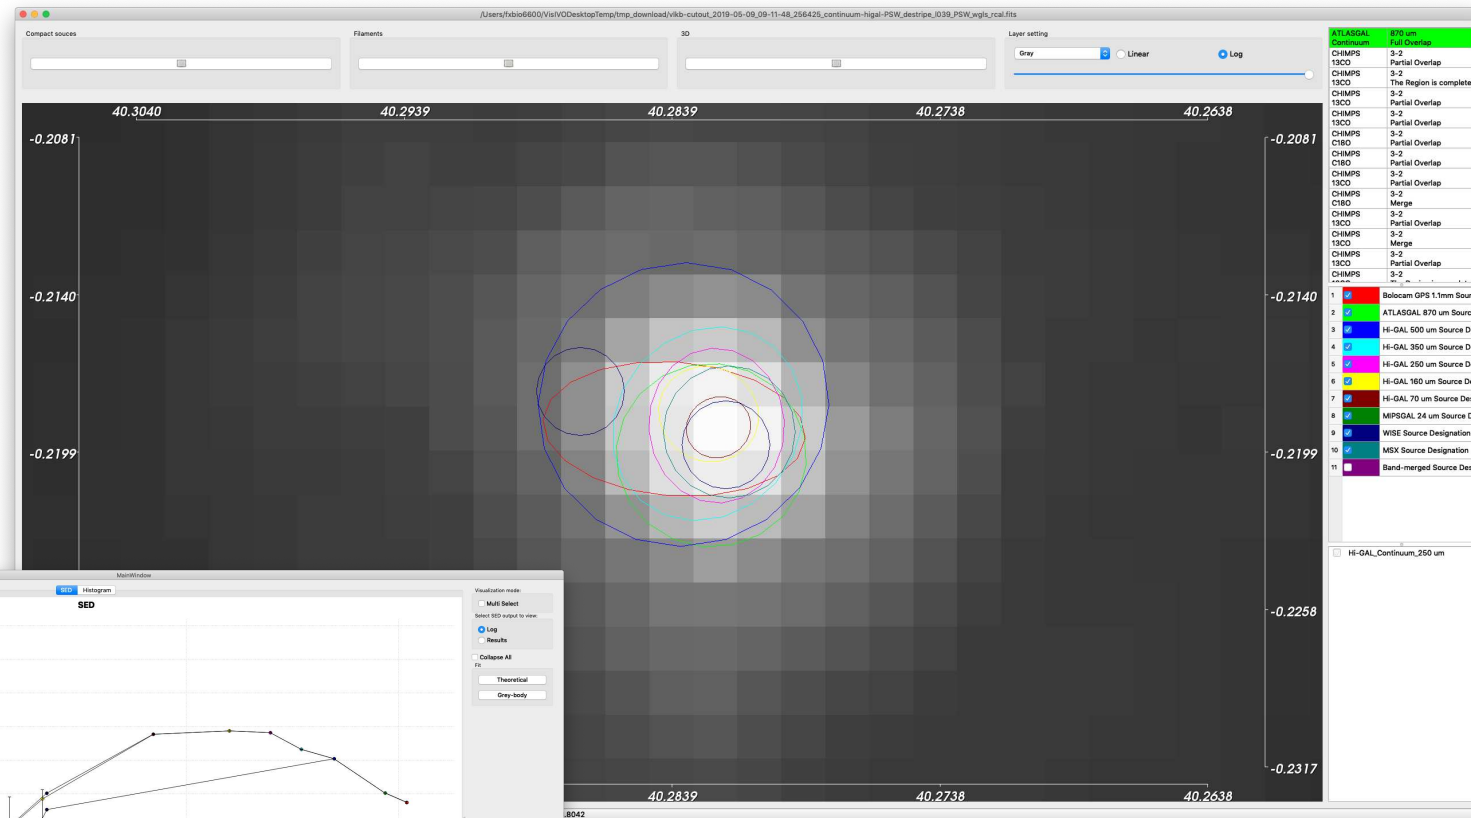 /Users/fxbio6600/VisIVODesktopTemp/tmp_download/vlkb-cutout_2019-05-09_09-11-48_256425_continuum-higal-PSW_destripe_l039_PSW_wgls_rcal.fits
Compact souces
Filaments
3D
Layer setting
Gray
Linear
Log
40.3040
40.2939
40.2839
40.2738
40.2638
-0.2081
-0.2081
-0.2140
-0.2140
-0.2199
-0.2199
-0.2258
-0.2317
40.2839
40.2738
40.2638
.8042
ATLASGAL 870 um
Continuum Full Overlap
CHIMPS 3-2
13CO Partial Overlap
CHIMPS 3-2
13CO The Region is complete
CHIMPS 3-2
13CO Partial Overlap
CHIMPS 3-2
13CO Partial Overlap
CHIMPS 3-2
C18O Partial Overlap
CHIMPS 3-2
C18O Partial Overlap
CHIMPS 3-2
13CO Partial Overlap
CHIMPS 3-2
C18O Merge
CHIMPS 3-2
13CO Partial Overlap
CHIMPS 3-2
13CO Merge
CHIMPS 3-2
13CO Partial Overlap
CHIMPS 3-2
1 Bolocam GPS 1.1mm Sour
2 ATLASGAL 870 um Sourc
3 Hi-GAL 500 um Source D
4 Hi-GAL 350 um Source D
5 Hi-GAL 250 um Source D
6 Hi-GAL 160 um Source De
7 Hi-GAL 70 um Source Des
8 MIPSGAL 24 um Source D
9 WISE Source Designation
10 MSX Source Designation
11 Band-merged Source Des
Hi-GAL_Continuum_250 um
MainWindow
SED Histogram
SED
Visualization mode:
Multi Select
Select SED output to view:
Log
Results
Collapse All
Fit
Theoretical
Grey-body